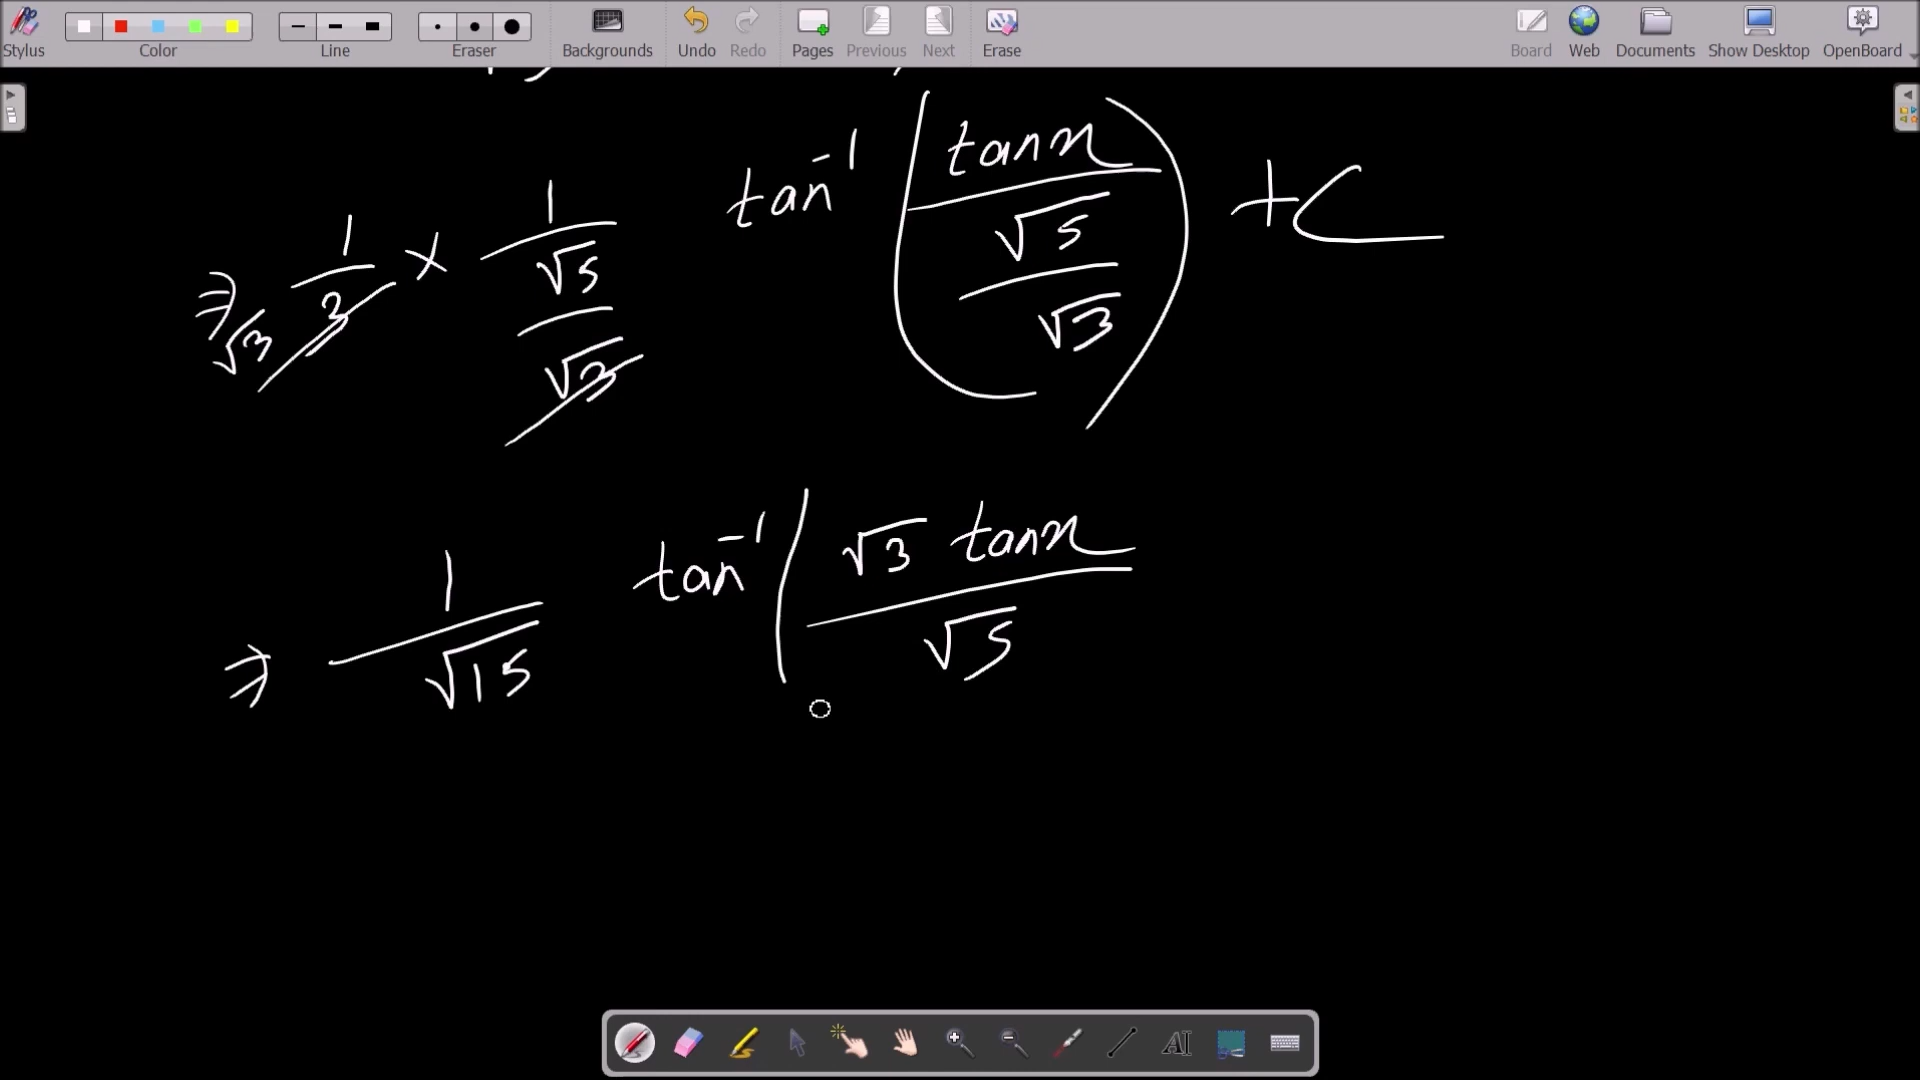 Stylus Color Line Eraser Backgrounds Undo Redo Pages Previous Next Erase Board Web Documents Show Desktop OpenBoard
⇒ 1/3 × 1/(√5/√3) tan⁻¹ (tanx/(√5/√3)) + C
√3
⇒ 1/√15 tan⁻¹ ( √3 tanx/√5
AI